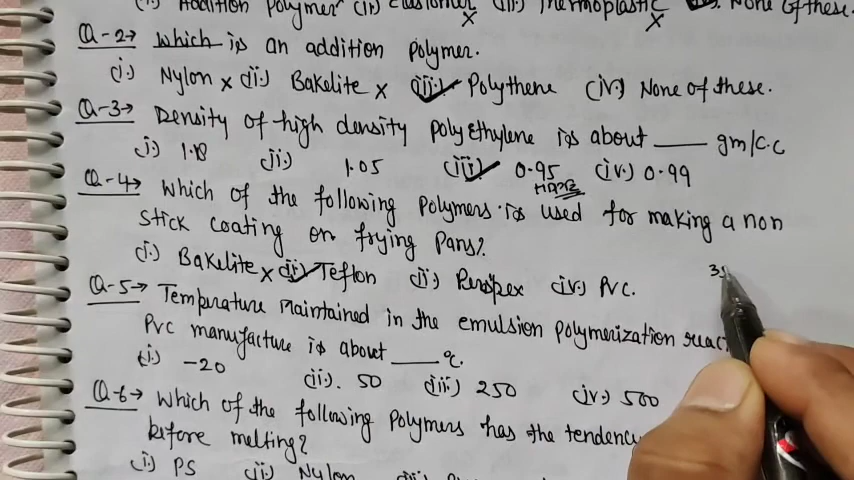 (i) Addition polymer (ii) Elastomer (iii) Thermoplastic None of these.
Q-2→ Which is an addition polymer.
(i) Nylon × (ii) Bakelite × (iii) Polythene (iv) None of these.
Q-3→ Density of high density polyethylene is about ____ gm/c.c
(i) 1.18 (ii) 1.05 (iii) 0.95 (iv) 0.99
HDPE
Q-4→ Which of the following polymers is used for making a non
stick coating on frying Pans?
(i) Bakelite × (ii) Teflon (ii) Perspex (iv) PVC.
Q-5→ Temperature Maintained in the emulsion polymerization
PVC manufacture is about ____ °c.
(i) -20 (ii). 50 (iii) 250 (iv) 500
Q-6→ Which of the following polymers has the tendency
before melting?
(i) PS (ii) Nylon